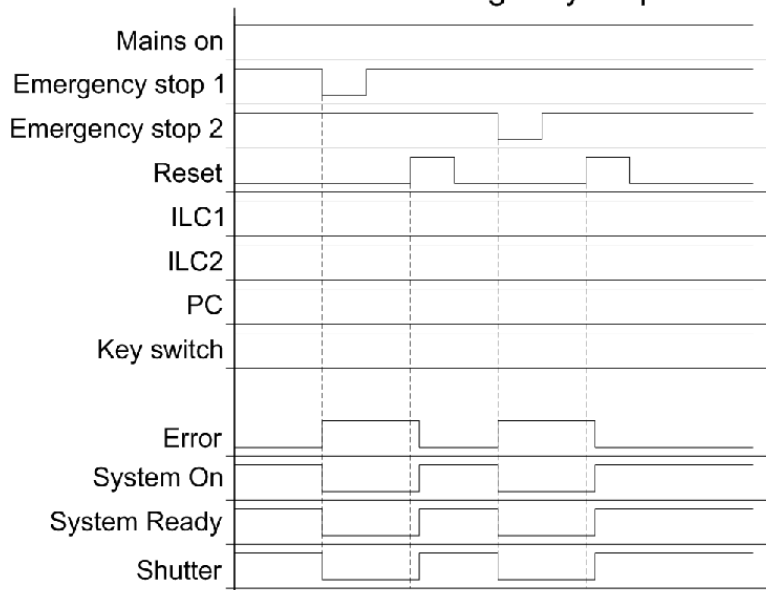 Mains on
Emergency stop 1
Emergency stop 2
Reset
ILC1
ILC2
PC
Key switch
Error
System On
System Ready
Shutter